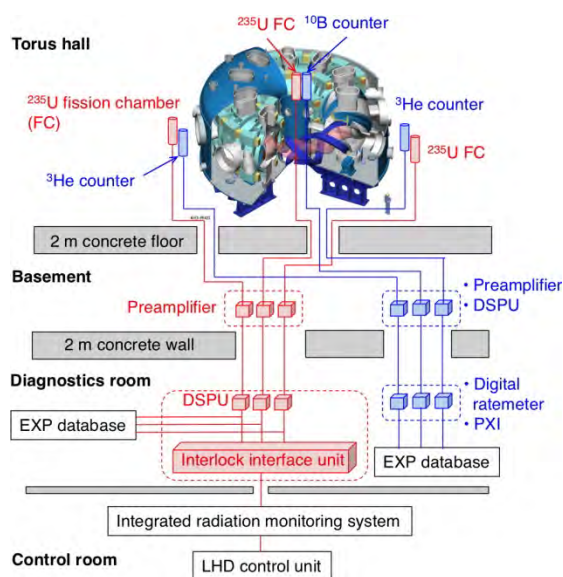 Torus hall
²³⁵U FC
¹⁰B counter
²³⁵U fission chamber
(FC)
³He counter
³He counter
²³⁵U FC
2 m concrete floor
Basement
Preamplifier
• Preamplifier
• DSPU
2 m concrete wall
Diagnostics room
DSPU
• Digital
ratemeter
• PXI
EXP database
Interlock interface unit
EXP database
Integrated radiation monitoring system
Control room
LHD control unit